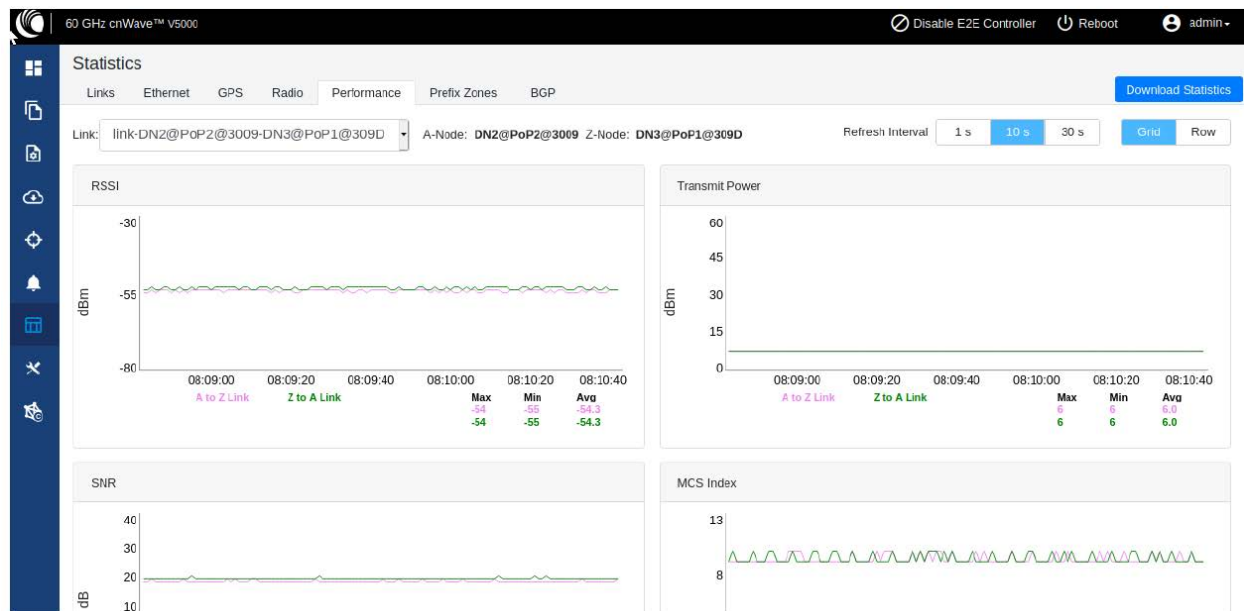 60 GHz cnWave™ V5000 Disable E2E Controller Reboot admin
Statistics
Links Ethernet GPS Radio Performance Prefix Zones BGP Download Statistics
Link: link-DN2@PoP2@3009-DN3@PoP1@309D A-Node: DN2@PoP2@3009 Z-Node: DN3@PoP1@309D Refresh Interval 1 s 10 s 30 s Grid Row
RSSI
-30
-55
-80
dBm
08:09:00 08:09:20 08:09:40 08:10:00 08:10:20 08:10:40
A to Z Link Z to A Link Max Min Avg
-54 -55 -54.3
-54 -55 -54.3
Transmit Power
60
45
30
15
0
dBm
08:09:00 08:09:20 08:09:40 08:10:00 08:10:20 08:10:40
A to Z Link Z to A Link Max Min Avg
6 6 6.0
6 6 6.0
SNR
40
30
20
10
dB
MCS Index
13
8